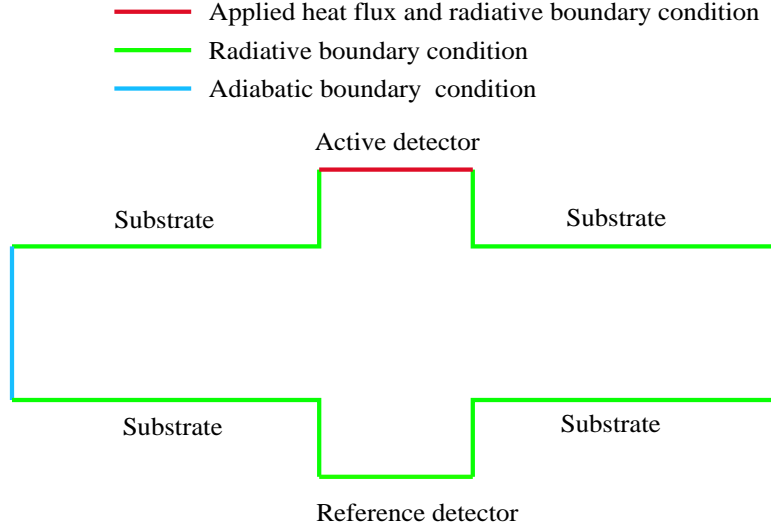 Applied heat flux and radiative boundary condition
Radiative boundary condition
Adiabatic boundary condition
Active detector
Substrate
Substrate
Substrate
Substrate
Reference detector